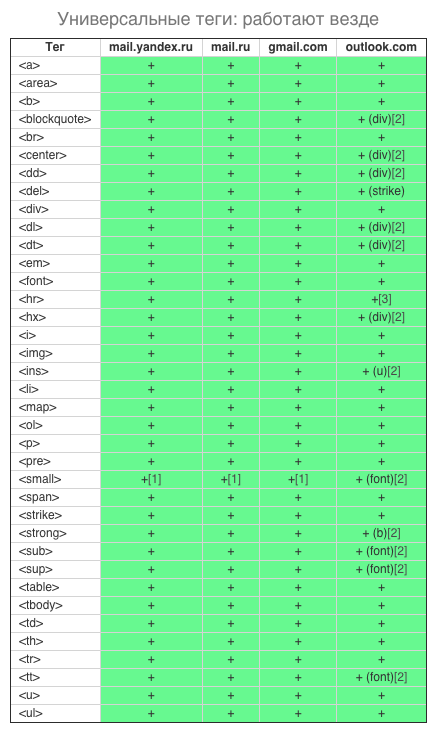 Универсальные теги: работают везде
Тег mail.yandex.ru mail.ru gmail.com outlook.com
<a> + + + +
<area> + + + +
<b> + + + +
<blockquote> + + + + (div)[2]
<br> + + + +
<center> + + + + (div)[2]
<dd> + + + + (div)[2]
<del> + + + + (strike)
<div> + + + +
<dl> + + + + (div)[2]
<dt> + + + + (div)[2]
<em> + + + +
<font> + + + +
<hr> + + + +[3]
<hx> + + + + (div)[2]
<i> + + + +
<img> + + + +
<ins> + + + + (u)[2]
<li> + + + +
<map> + + + +
<ol> + + + +
<p> + + + +
<pre> + + + +
<small> +[1] +[1] +[1] + (font)[2]
<span> + + + +
<strike> + + + +
<strong> + + + + (b)[2]
<sub> + + + + (font)[2]
<sup> + + + + (font)[2]
<table> + + + +
<tbody> + + + +
<td> + + + +
<th> + + + +
<tr> + + + +
<tt> + + + + (font)[2]
<u> + + + +
<ul> + + + +